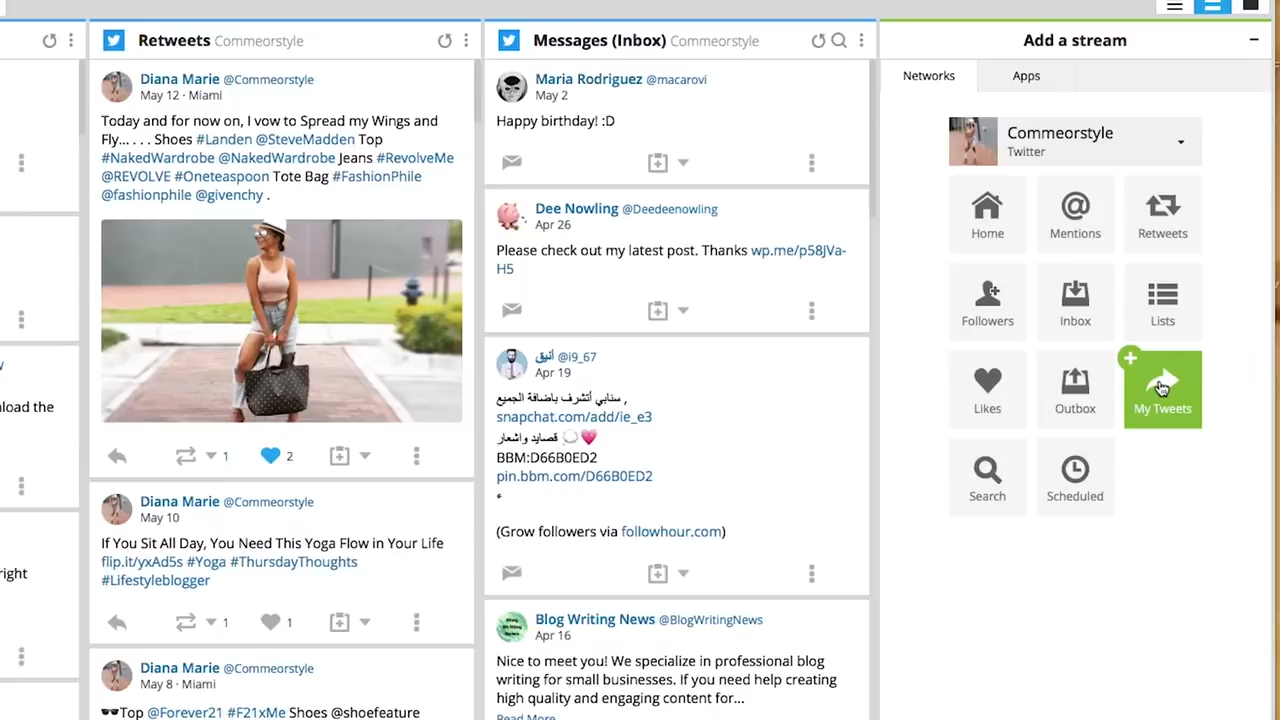 Retweets Commeorstyle
Diana Marie @Commeorstyle
May 12 · Miami
Today and for now on, I vow to Spread my Wings and
Fly... . . . Shoes #Landen @SteveMadden Top
#NakedWardrobe @NakedWardrobe Jeans #RevolveMe
@REVOLVE #Oneteaspoon Tote Bag #FashionPhile
@fashionphile @givenchy .
1
2
Diana Marie @Commeorstyle
May 10
If You Sit All Day, You Need This Yoga Flow in Your Life
flip.it/yxAd5s #Yoga #ThursdayThoughts
#Lifestyleblogger
1
1
Diana Marie @Commeorstyle
May 8 · Miami
🕶Top @Forever21 #F21xMe Shoes @shoefeature
nload the
right
Messages (Inbox) Commeorstyle
Maria Rodriguez @macarovi
May 2
Happy birthday! :D
Dee Nowling @Deedeenowling
Apr 26
Please check out my latest post. Thanks wp.me/p58JVa-
H5
أنيق @i9_67
Apr 19
سنابي أتشرف باضافة الجميع ,
snapchat.com/add/ie_e3
قصايد واشعار 💭💗
BBM:D66B0ED2
pin.bbm.com/D66B0ED2
ء
(Grow followers via followhour.com)
Blog Writing News @BlogWritingNews
Apr 16
Nice to meet you! We specialize in professional blog
writing for small businesses. If you need help creating
high quality and engaging content for...
Read More
Add a stream
Networks
Apps
Commeorstyle
Twitter
Home
Mentions
Retweets
Followers
Inbox
Lists
Likes
Outbox
My Tweets
Search
Scheduled